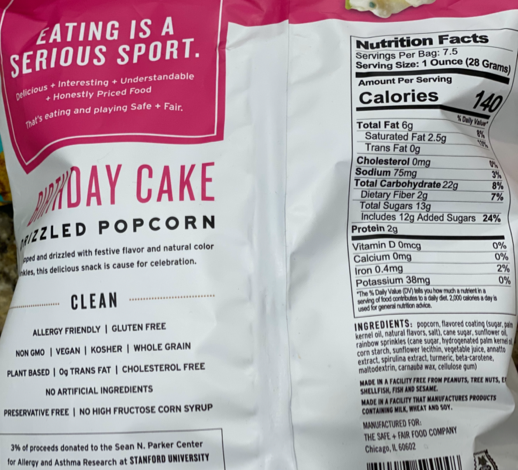 EATING IS A
SERIOUS SPORT.
Delicious + Interesting + Understandable
+ Honestly Priced Food
That's eating and playing Safe + Fair.
BIRTHDAY CAKE
DRIZZLED POPCORN
and drizzled with festive flavor and natural color
this delicious snack is cause for celebration.
CLEAN
ALLERGY FRIENDLY | GLUTEN FREE
NON GMO | VEGAN | KOSHER | WHOLE GRAIN
PLANT BASED | 0g TRANS FAT | CHOLESTEROL FREE
NO ARTIFICIAL INGREDIENTS
PRESERVATIVE FREE | NO HIGH FRUCTOSE CORN SYRUP
3% of proceeds donated to the Sean N. Parker Center
for Allergy and Asthma Research at STANFORD UNIVERSITY
Nutrition Facts
Servings Per Bag: 7.5
Serving Size: 1 Ounce (28 Grams)
Amount Per Serving
Calories 140
% Daily Value*
Total Fat 6g 8%
Saturated Fat 2.5g
Trans Fat 0g
Cholesterol 0mg 0%
Sodium 75mg 3%
Total Carbohydrate 22g 8%
Dietary Fiber 2g 7%
Total Sugars 13g
Includes 12g Added Sugars 24%
Protein 2g
Vitamin D 0mcg 0%
Calcium 0mg 0%
Iron 0.4mg 2%
Potassium 38mg 0%
*The % Daily Value (DV) tells you how much a nutrient in a
serving of food contributes to a daily diet. 2,000 calories a day is
used for general nutrition advice.
INGREDIENTS: popcorn, flavored coating (sugar, palm
kernel oil, natural flavors, salt), cane sugar, sunflower oil,
rainbow sprinkles (cane sugar, hydrogenated palm kernel
corn starch, sunflower lecithin, vegetable juice, annatto
extract, spirulina extract, turmeric, beta-carotene,
maltodextrin, carnauba wax, cellulose gum)
MADE IN A FACILITY FREE FROM PEANUTS, TREE NUTS,
SHELLFISH, FISH AND SESAME.
MADE IN A FACILITY THAT MANUFACTURES PRODUCTS
CONTAINING MILK, WHEAT AND SOY.
MANUFACTURED FOR:
THE SAFE + FAIR FOOD COMPANY
Chicago, IL 60602